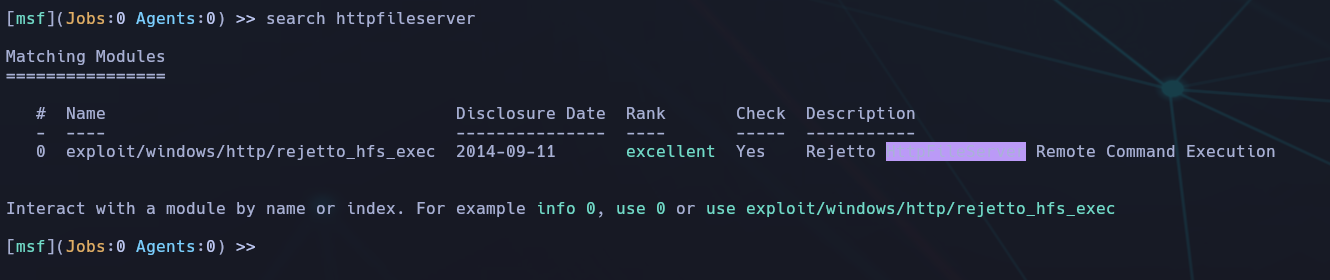 [msf](Jobs:0 Agents:0) >> search httpfileserver
Matching Modules
================
#  Name                                   Disclosure Date  Rank       Check  Description
-  ----                                   ---------------  ----       -----  -----------
0  exploit/windows/http/rejetto_hfs_exec  2014-09-11       excellent  Yes    Rejetto HttpFileServer Remote Command Execution
Interact with a module by name or index. For example info 0, use 0 or use exploit/windows/http/rejetto_hfs_exec
[msf](Jobs:0 Agents:0) >>